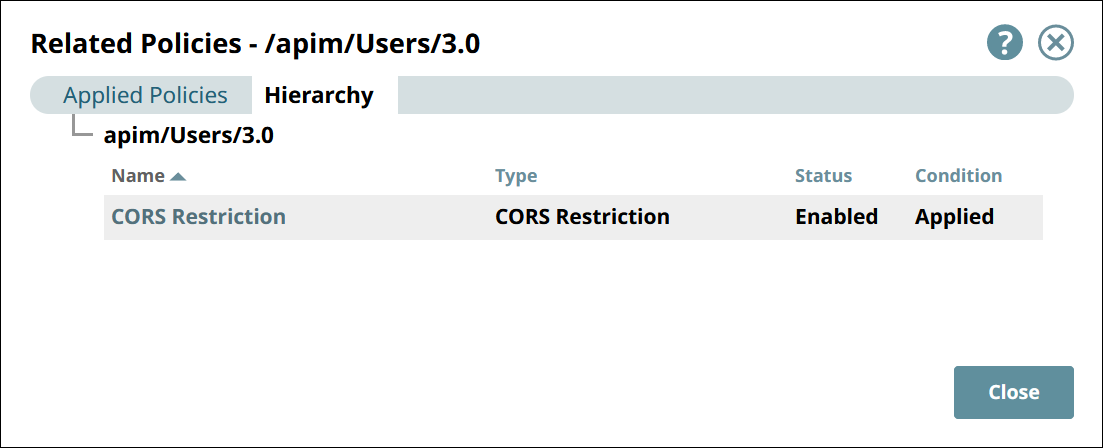 Related Policies - /apim/Users/3.0 ?
Applied Policies Hierarchy
apim/Users/3.0
Name Type Status Condition
CORS Restriction CORS Restriction Enabled Applied
Close